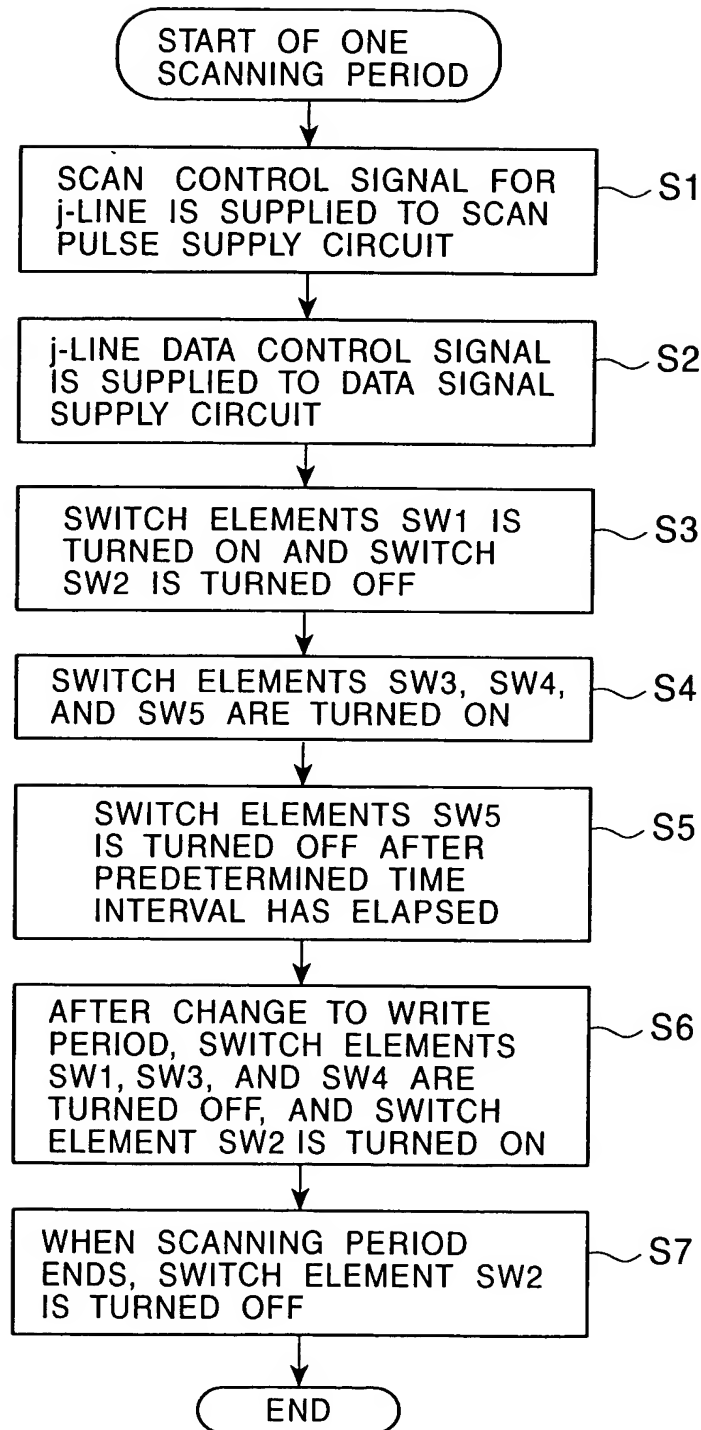 START OF ONE
SCANNING PERIOD
SCAN CONTROL SIGNAL FOR
j-LINE IS SUPPLIED TO SCAN
PULSE SUPPLY CIRCUIT
S1
j-LINE DATA CONTROL SIGNAL
IS SUPPLIED TO DATA SIGNAL
SUPPLY CIRCUIT
S2
SWITCH ELEMENTS SW1 IS
TURNED ON AND SWITCH
SW2 IS TURNED OFF
S3
SWITCH ELEMENTS SW3, SW4,
AND SW5 ARE TURNED ON
S4
SWITCH ELEMENTS SW5
IS TURNED OFF AFTER
PREDETERMINED TIME
INTERVAL HAS ELAPSED
S5
AFTER CHANGE TO WRITE
PERIOD, SWITCH ELEMENTS
SW1, SW3, AND SW4 ARE
TURNED OFF, AND SWITCH
ELEMENT SW2 IS TURNED ON
S6
WHEN SCANNING PERIOD
ENDS, SWITCH ELEMENT SW2
IS TURNED OFF
S7
END